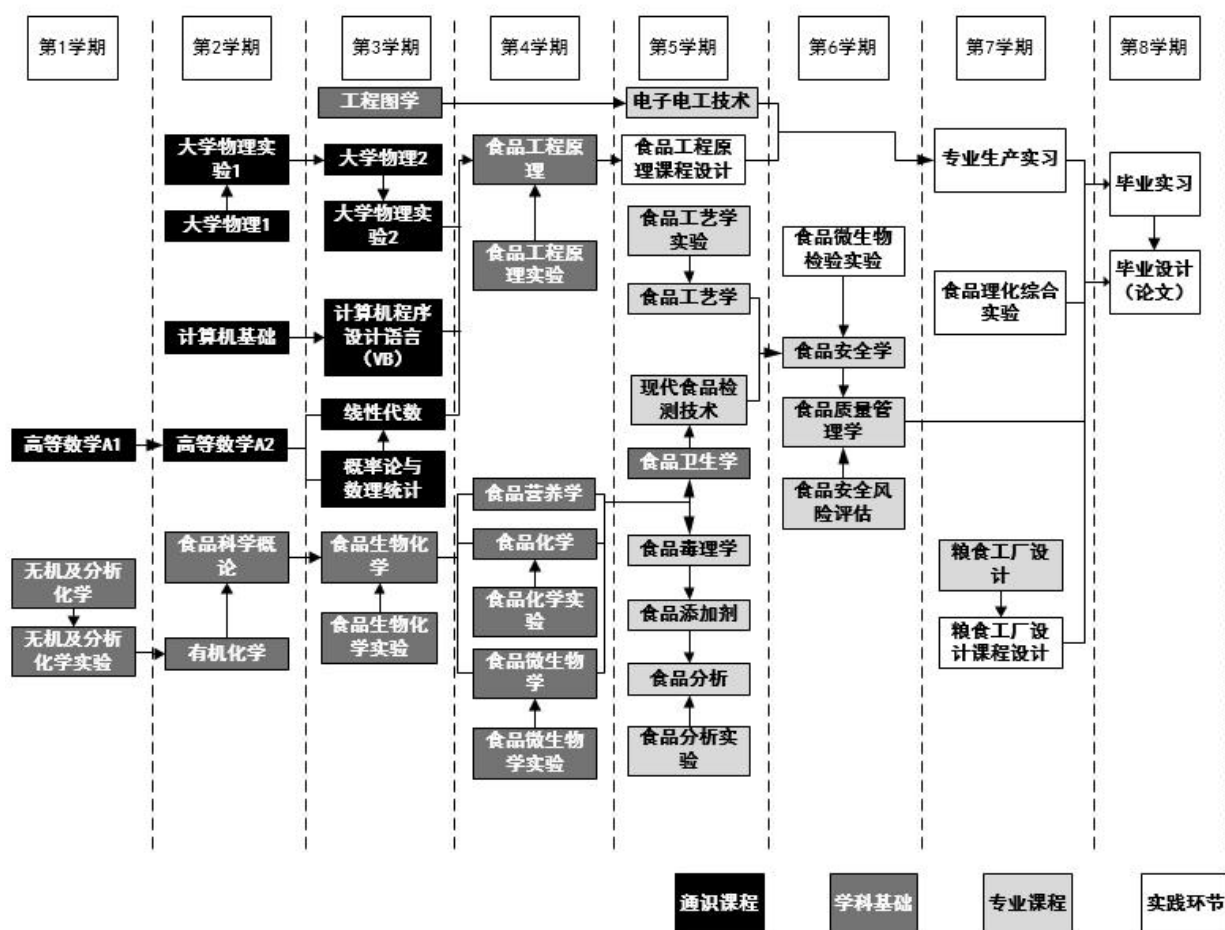 第1学期
第2学期
第3学期
第4学期
第5学期
第6学期
第7学期
第8学期
工程图学
电子电工技术
大学物理实
验1
大学物理2
食品工程原
理
食品工程原
理课程设计
专业生产实习
毕业实习
大学物理1
大学物理实
验2
食品工程原
理实验
食品工艺学
实验
食品微生物
检验实验
毕业设计
（论文）
食品工艺学
食品理化综合
实验
计算机基础
计算机程序
设计语言
（VB）
食品安全学
现代食品检
测技术
食品质量管
理学
线性代数
高等数学A1
高等数学A2
概率论与
数理统计
食品卫生学
食品营养学
食品安全风
险评估
无机及分析
化学
食品科学概
论
食品生物化
学
食品化学
食品毒理学
粮食工厂设
计
食品化学实
验
食品添加剂
无机及分析
化学实验
有机化学
食品生物化
学实验
粮食工厂设
计课程设计
食品微生物
学
食品分析
食品微生物
学实验
食品分析实
验
通识课程
学科基础
专业课程
实践环节